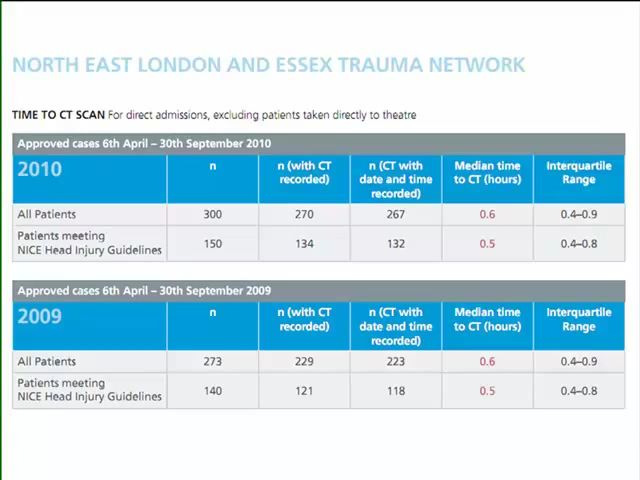 NORTH EAST LONDON AND ESSEX TRAUMA NETWORK
TIME TO CT SCAN For direct admissions, excluding patients taken directly to theatre
Approved cases 6th April – 30th September 2010
2010 n n (with CT recorded) n (CT with date and time recorded) Median time to CT (hours) Interquartile Range
All Patients 300 270 267 0.6 0.4–0.9
Patients meeting NICE Head Injury Guidelines 150 134 132 0.5 0.4–0.8
Approved cases 6th April – 30th September 2009
2009 n n (with CT recorded) n (CT with date and time recorded) Median time to CT (hours) Interquartile Range
All Patients 273 229 223 0.6 0.4–0.9
Patients meeting NICE Head Injury Guidelines 140 121 118 0.5 0.4–0.8